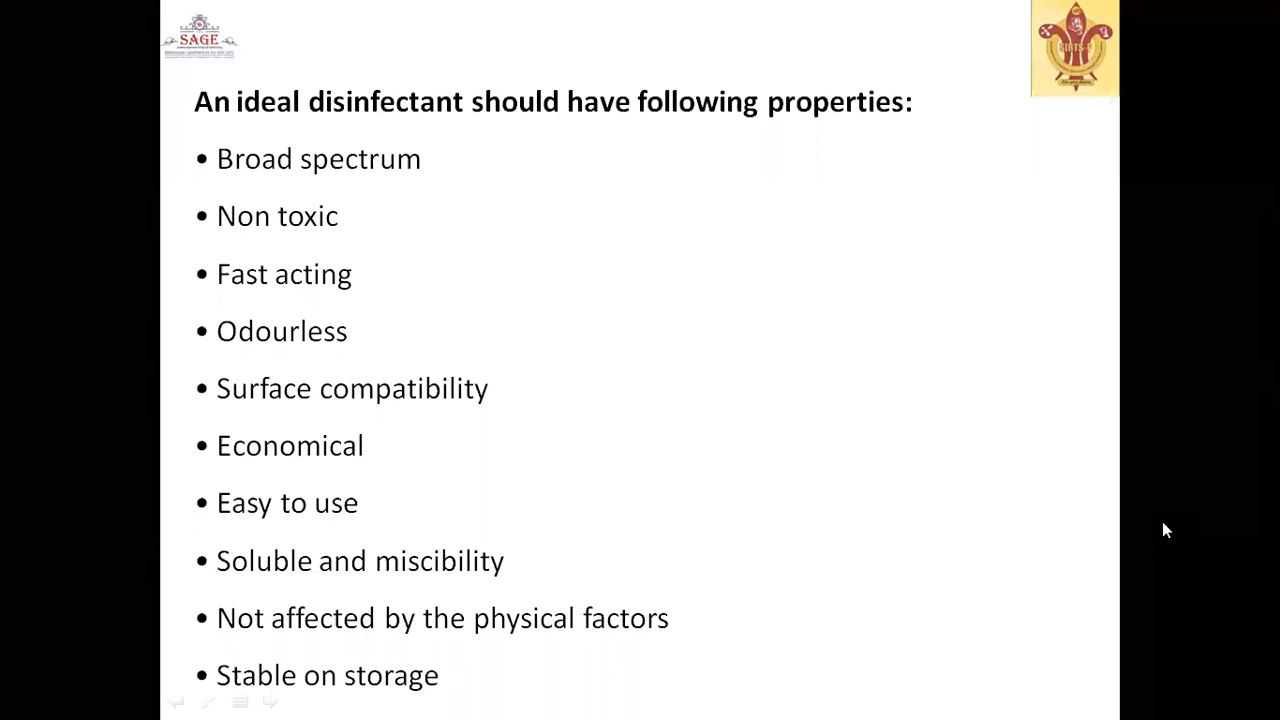 SAGE
An ideal disinfectant should have following properties:
• Broad spectrum
• Non toxic
• Fast acting
• Odourless
• Surface compatibility
• Economical
• Easy to use
• Soluble and miscibility
• Not affected by the physical factors
• Stable on storage